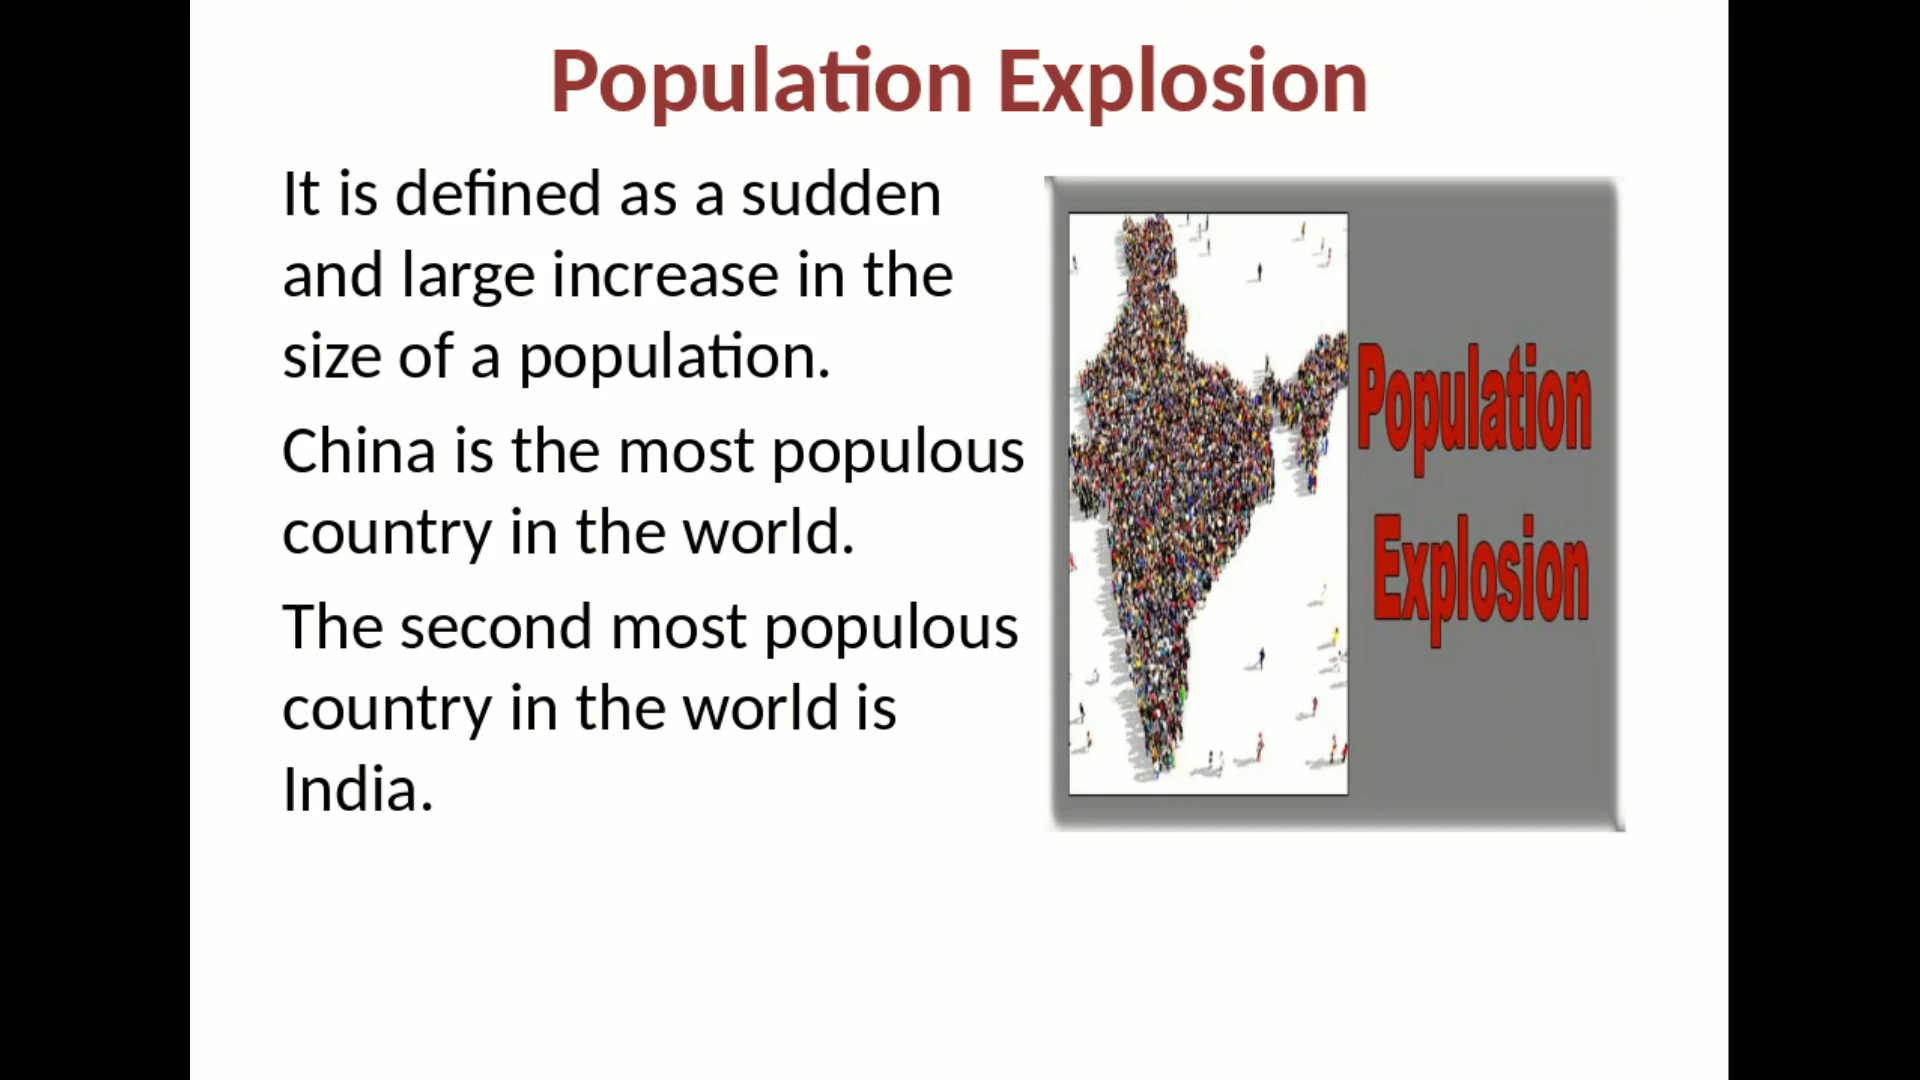 Population Explosion
It is defined as a sudden
and large increase in the
size of a population.
China is the most populous
country in the world.
The second most populous
country in the world is
India.
Population
Explosion